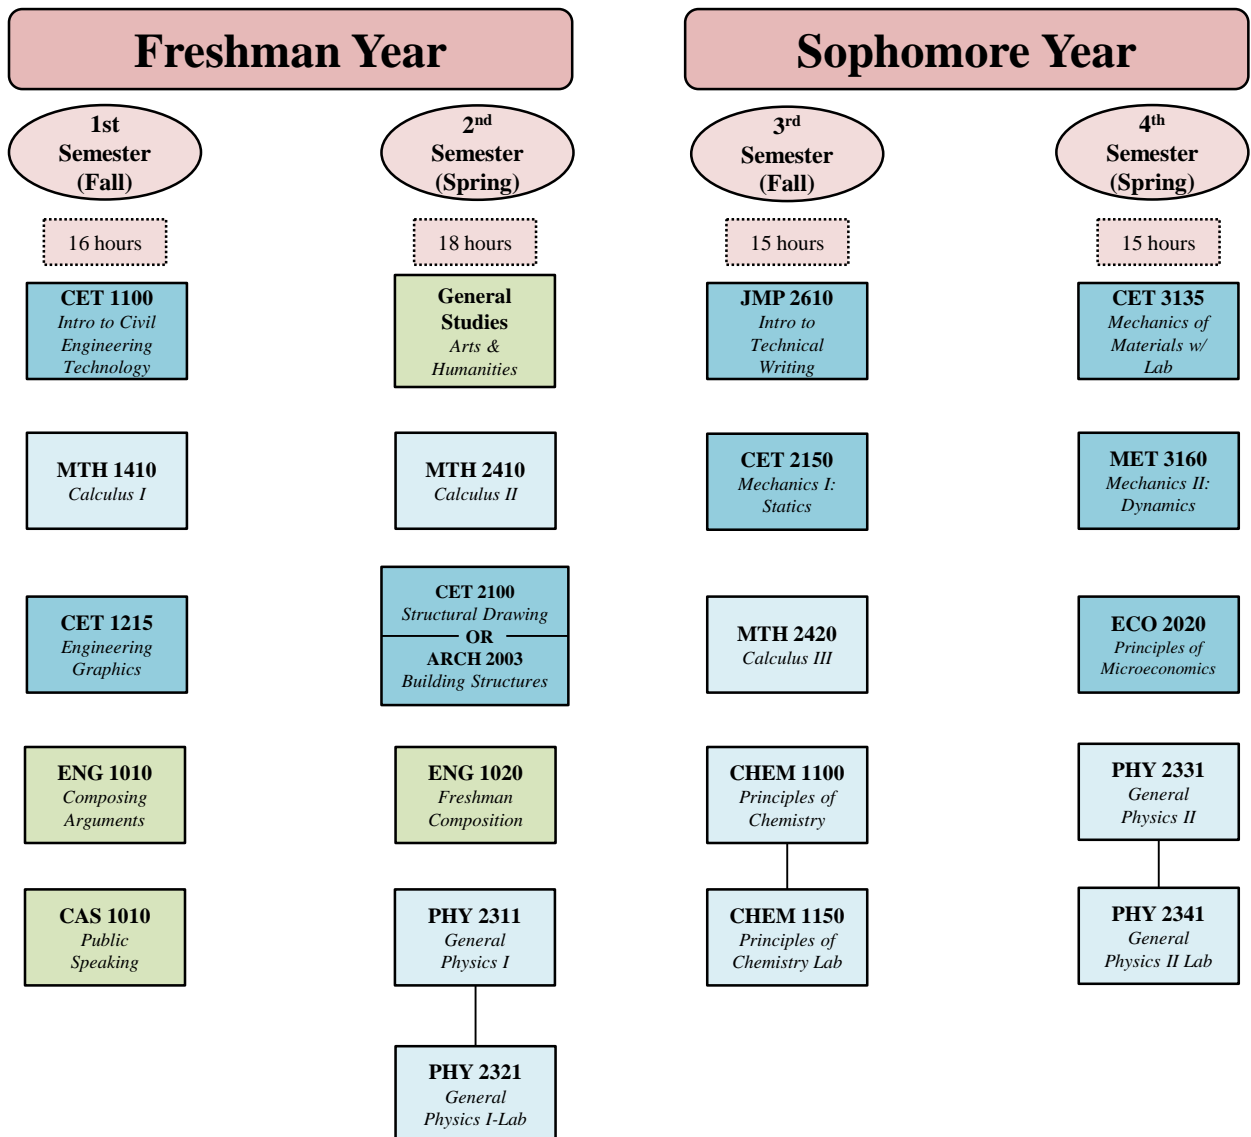 Freshman Year
Sophomore Year
1st
Semester
(Fall)
2nd
Semester
(Spring)
3rd
Semester
(Fall)
4th
Semester
(Spring)
16 hours
18 hours
15 hours
15 hours
CET 1100
Intro to Civil
Engineering
Technology
General
Studies
Arts &
Humanities
JMP 2610
Intro to
Technical
Writing
CET 3135
Mechanics of
Materials w/
Lab
MTH 1410
Calculus I
MTH 2410
Calculus II
CET 2150
Mechanics I:
Statics
MET 3160
Mechanics II:
Dynamics
CET 1215
Engineering
Graphics
CET 2100
Structural Drawing
OR
ARCH 2003
Building Structures
MTH 2420
Calculus III
ECO 2020
Principles of
Microeconomics
ENG 1010
Composing
Arguments
ENG 1020
Freshman
Composition
CHEM 1100
Principles of
Chemistry
PHY 2331
General
Physics II
CAS 1010
Public
Speaking
PHY 2311
General
Physics I
CHEM 1150
Principles of
Chemistry Lab
PHY 2341
General
Physics II Lab
PHY 2321
General
Physics I-Lab